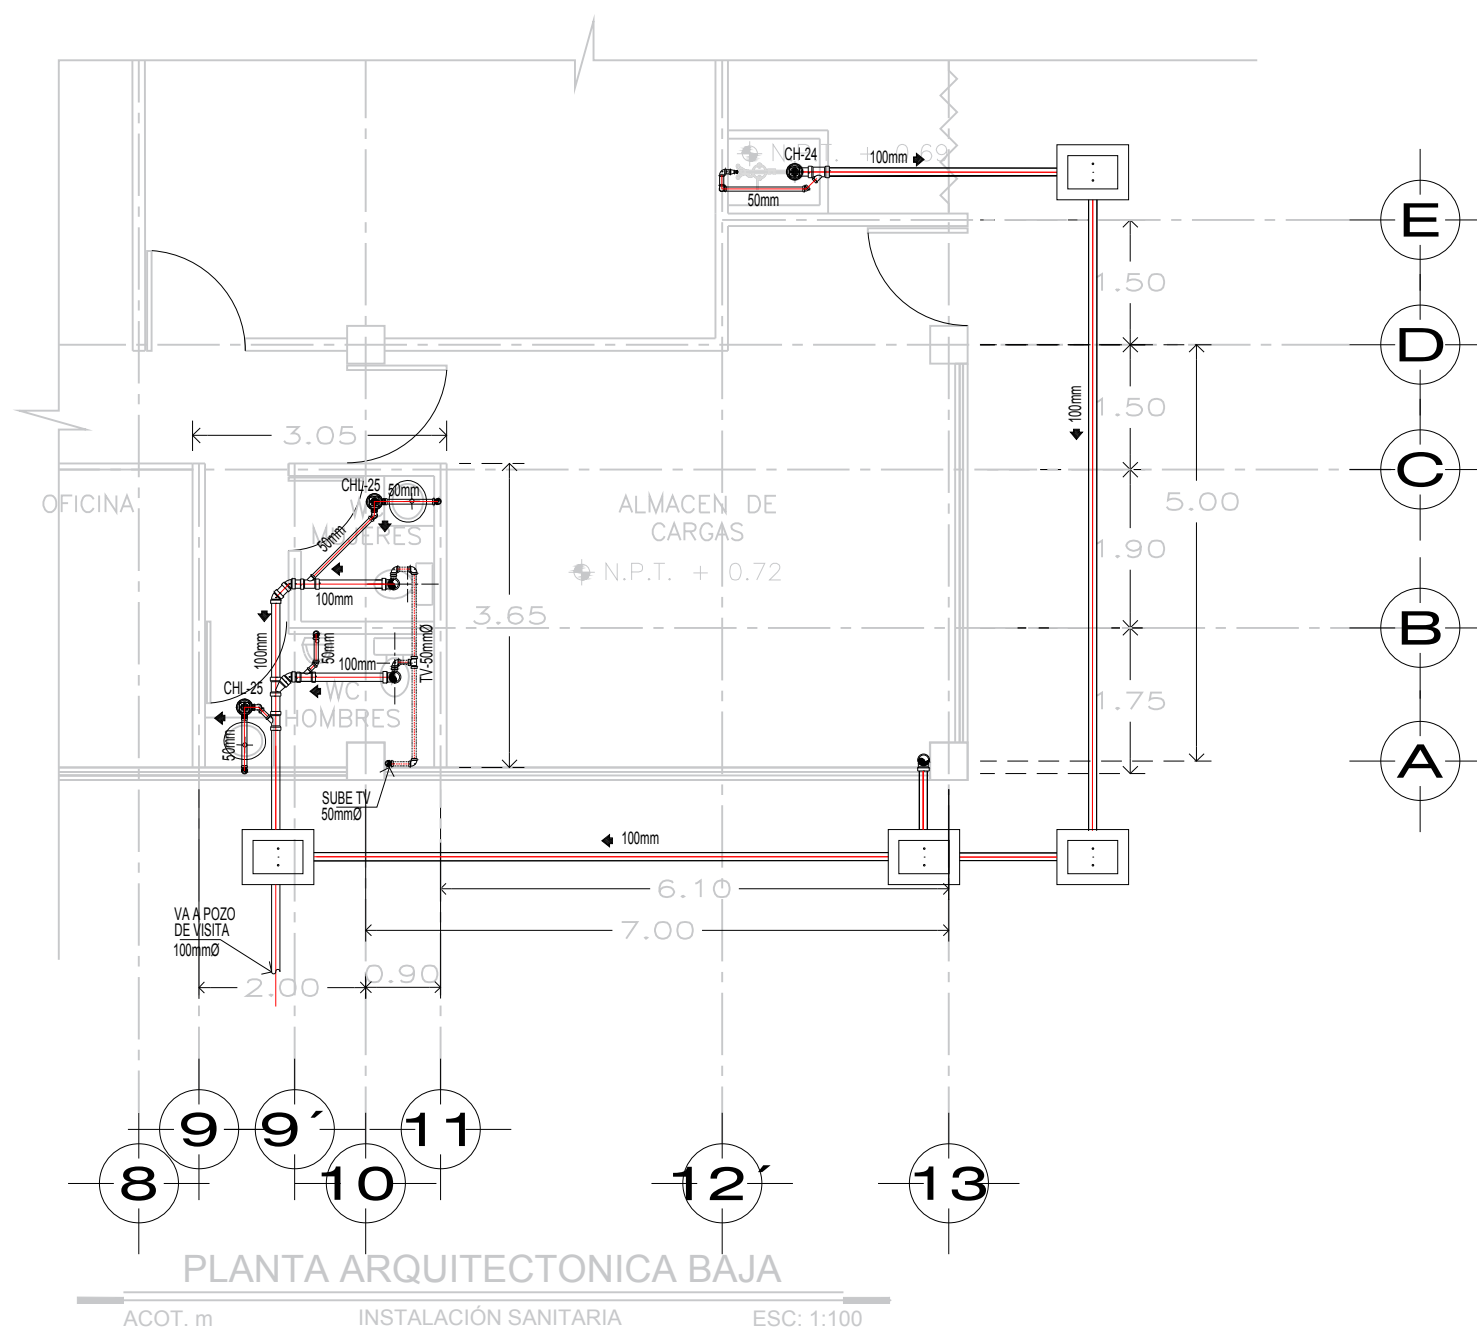 N.P.T. + 0.69
CH-24
100mm
50mm
E
1.50
D
100mm
1.50
3.05
C
OFICINA
CHL-25
50mm
WC
MUJERES
50mm
ALMACEN DE
CARGAS
5.00
1.90
N.P.T. + 0.72
100mm
3.65
B
100mm
50mm
100mm
TV-50mmØ
CHL-25
WC
HOMBRES
1.75
50mm
A
SUBE TV
50mmØ
100mm
6.10
VA A POZO
DE VISITA
100mmØ
7.00
0.90
2.00
9
9´
11
8
10
12´
13
PLANTA ARQUITECTONICA BAJA
ACOT. m
INSTALACIÓN SANITARIA
ESC: 1:100